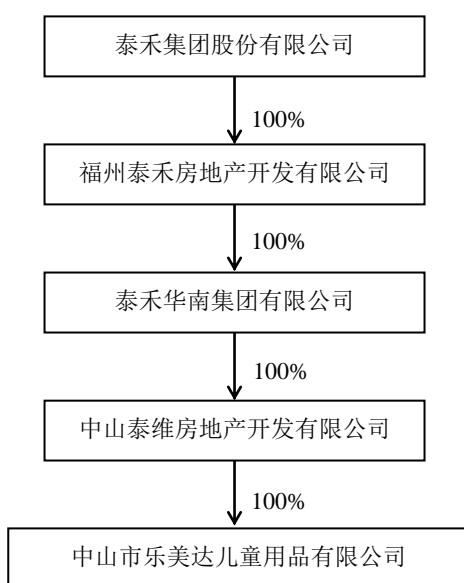 泰禾集团股份有限公司
100%
福州泰禾房地产开发有限公司
100%
泰禾华南集团有限公司
100%
中山泰维房地产开发有限公司
100%
中山市乐美达儿童用品有限公司